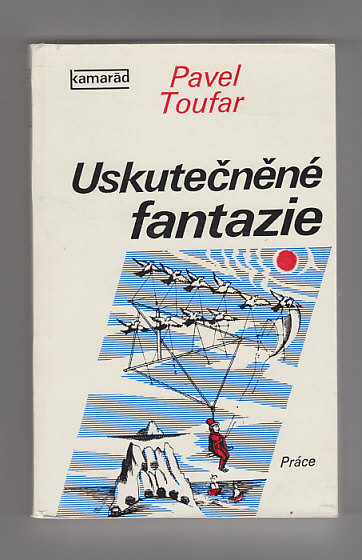 kamarád
Pavel
Toufar
Uskutečněné
fantazie
Práce